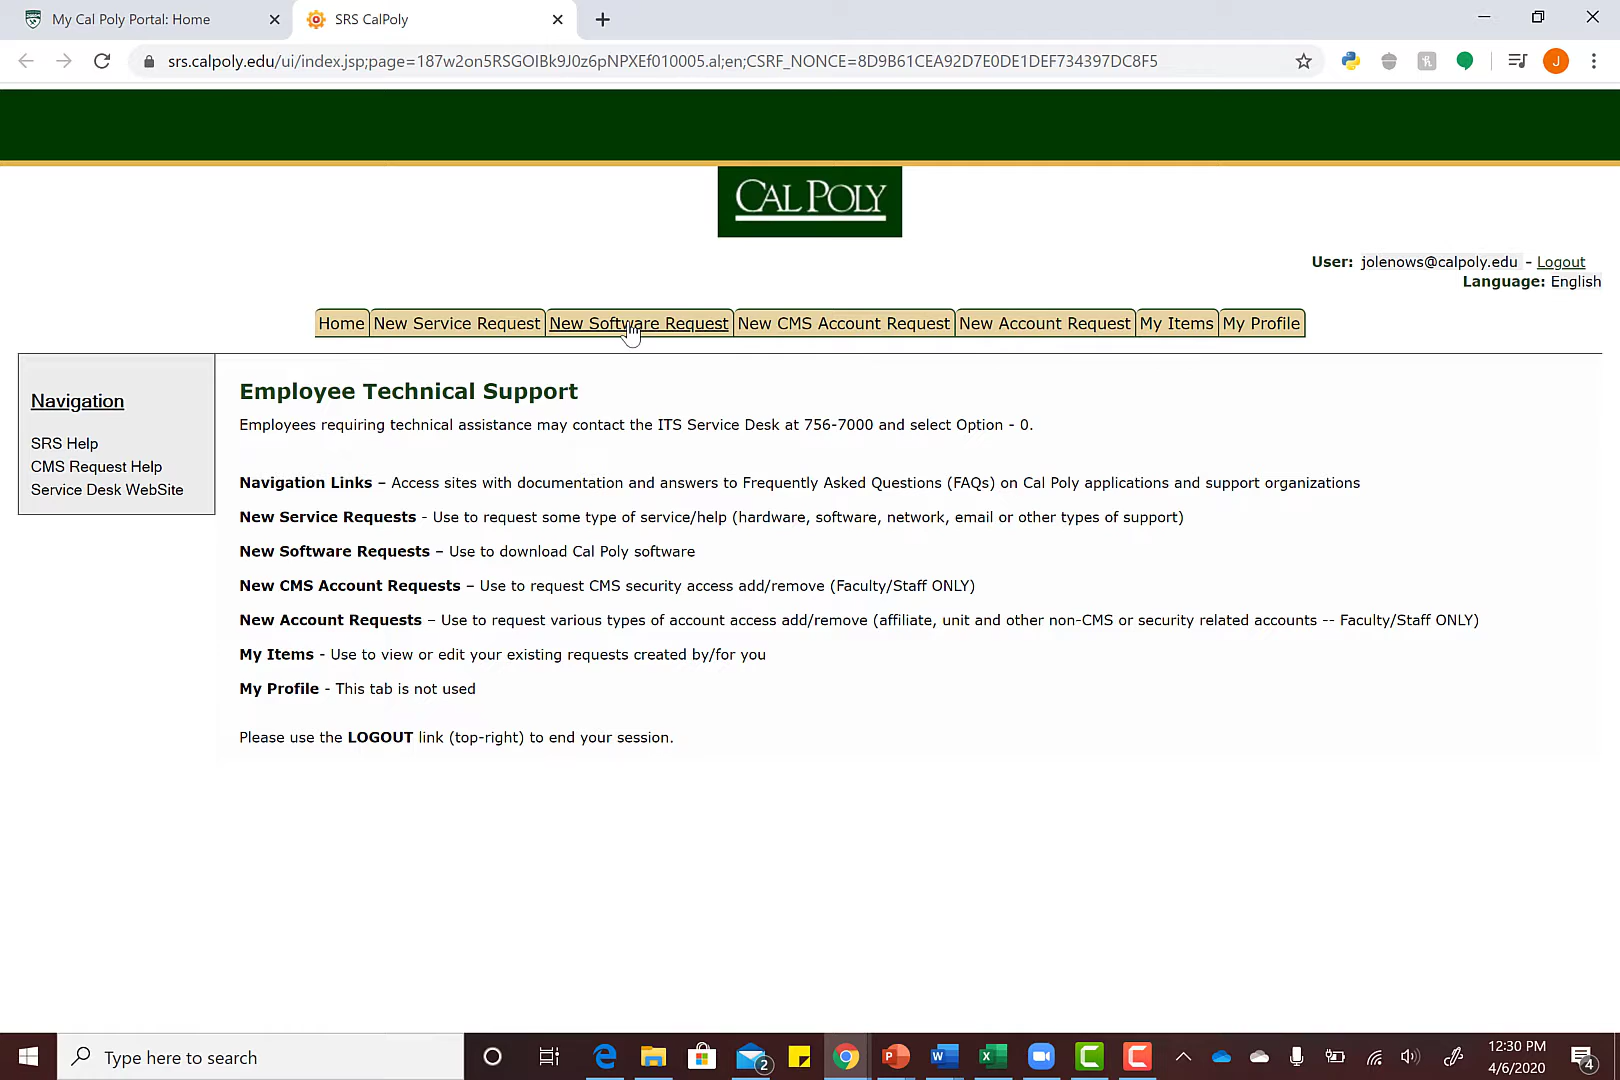 My Cal Poly Portal: Home
SRS CalPoly
srs.calpoly.edu/ui/index.jsp;page=187w2on5RSGOIBk9J0z6pNPXEf010005.al;en;CSRF_NONCE=8D9B61CEA92D7E0DE1DEF734397DC8F5
J
CAL POLY
User: jolenows@calpoly.edu - Logout
Language: English
Home New Service Request New Software Request New CMS Account Request New Account Request My Items My Profile
Navigation
SRS Help
CMS Request Help
Service Desk WebSite
Employee Technical Support
Employees requiring technical assistance may contact the ITS Service Desk at 756-7000 and select Option - 0.
Navigation Links – Access sites with documentation and answers to Frequently Asked Questions (FAQs) on Cal Poly applications and support organizations
New Service Requests - Use to request some type of service/help (hardware, software, network, email or other types of support)
New Software Requests – Use to download Cal Poly software
New CMS Account Requests – Use to request CMS security access add/remove (Faculty/Staff ONLY)
New Account Requests – Use to request various types of account access add/remove (affiliate, unit and other non-CMS or security related accounts -- Faculty/Staff ONLY)
My Items - Use to view or edit your existing requests created by/for you
My Profile - This tab is not used
Please use the LOGOUT link (top-right) to end your session.
Type here to search
2
12:30 PM
4/6/2020
4